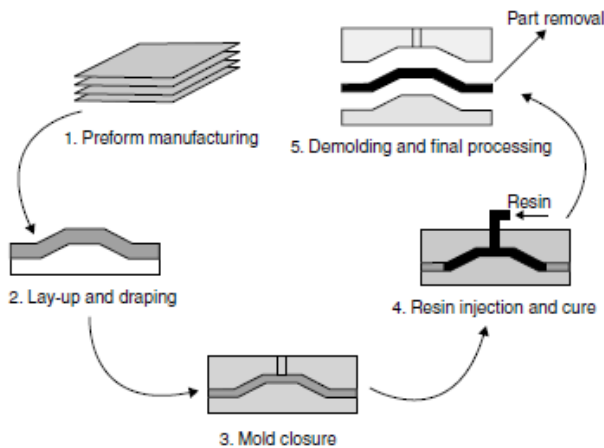 Part removal
1. Preform manufacturing
5. Demolding and final processing
Resin
2. Lay-up and draping
4. Resin injection and cure
3. Mold closure